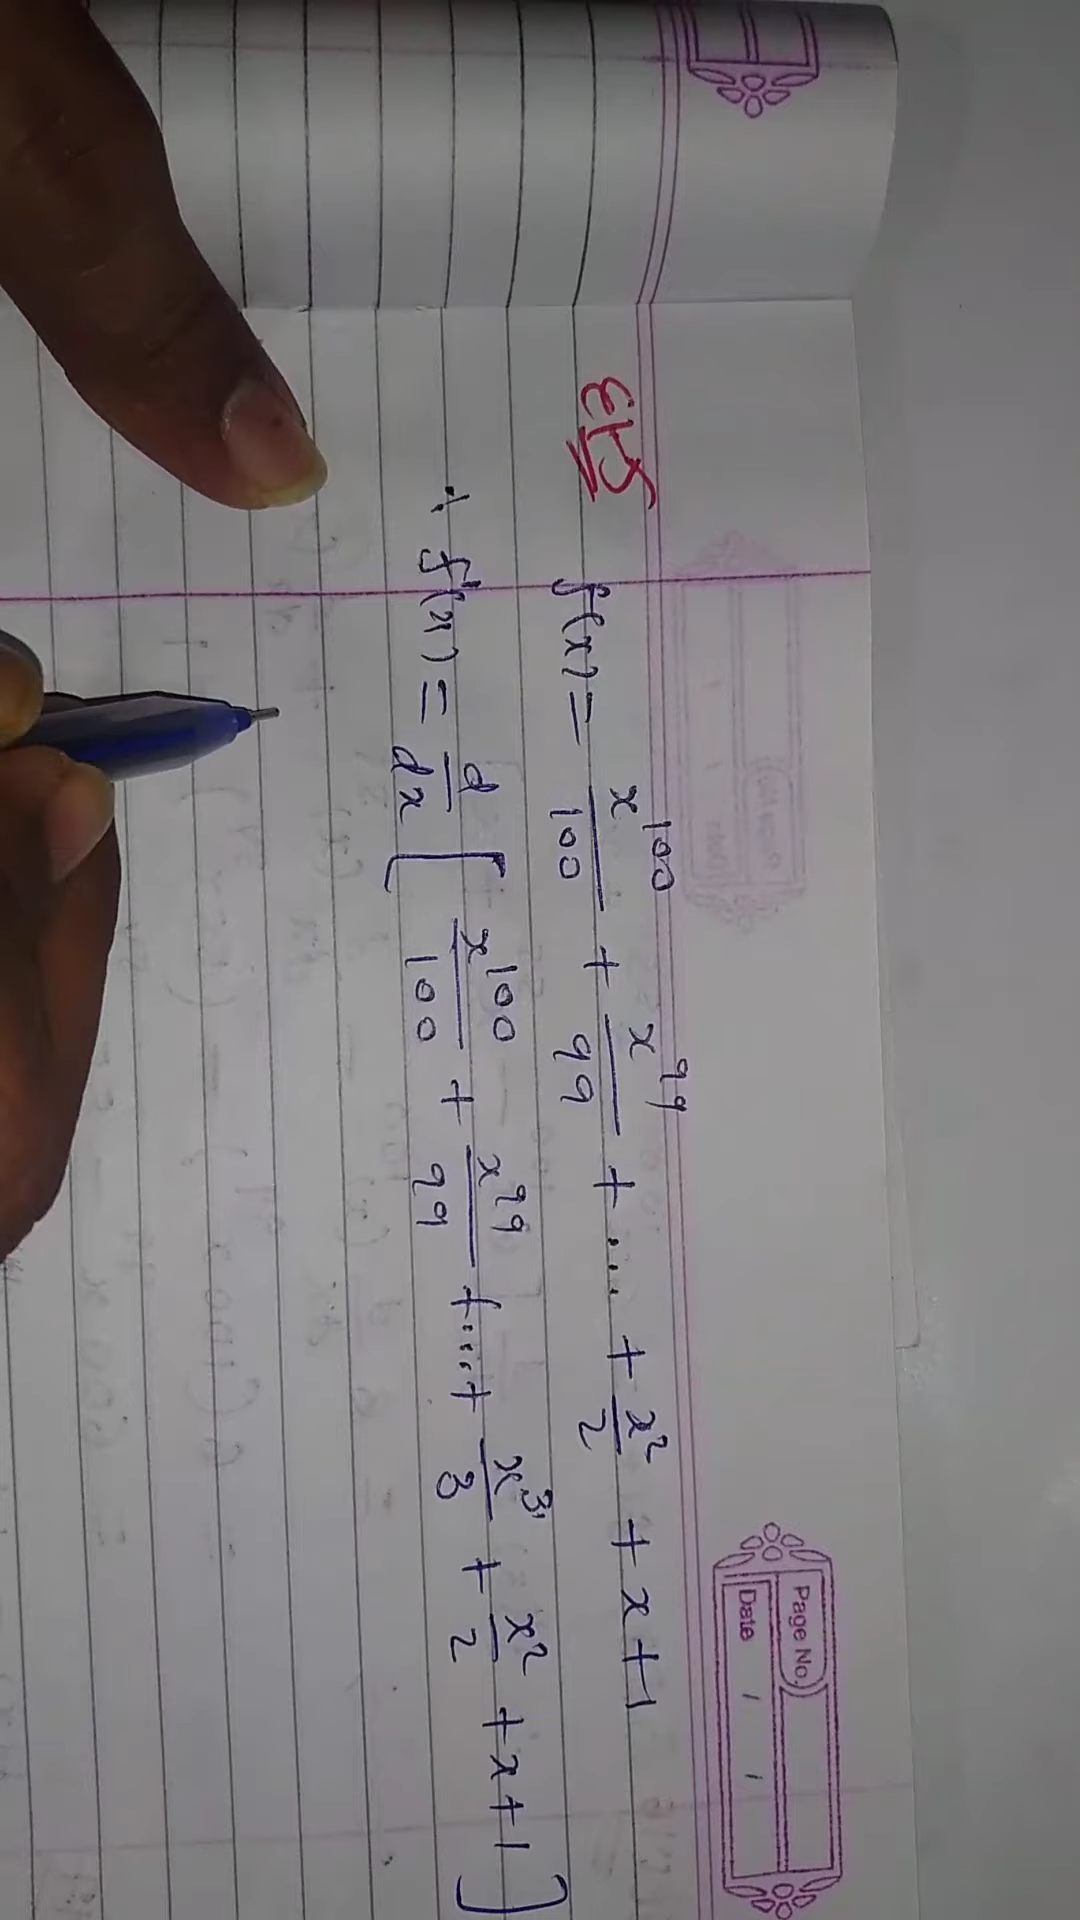 Page No.
Date / /
Q13
f(x) = x^100/100 + x^99/99 + ... + x^2/2 + x + 1
∴ f'(x) = d/dx [ x^100/100 + x^99/99 + ..... + x^3/3 + x^2/2 + x + 1 ]